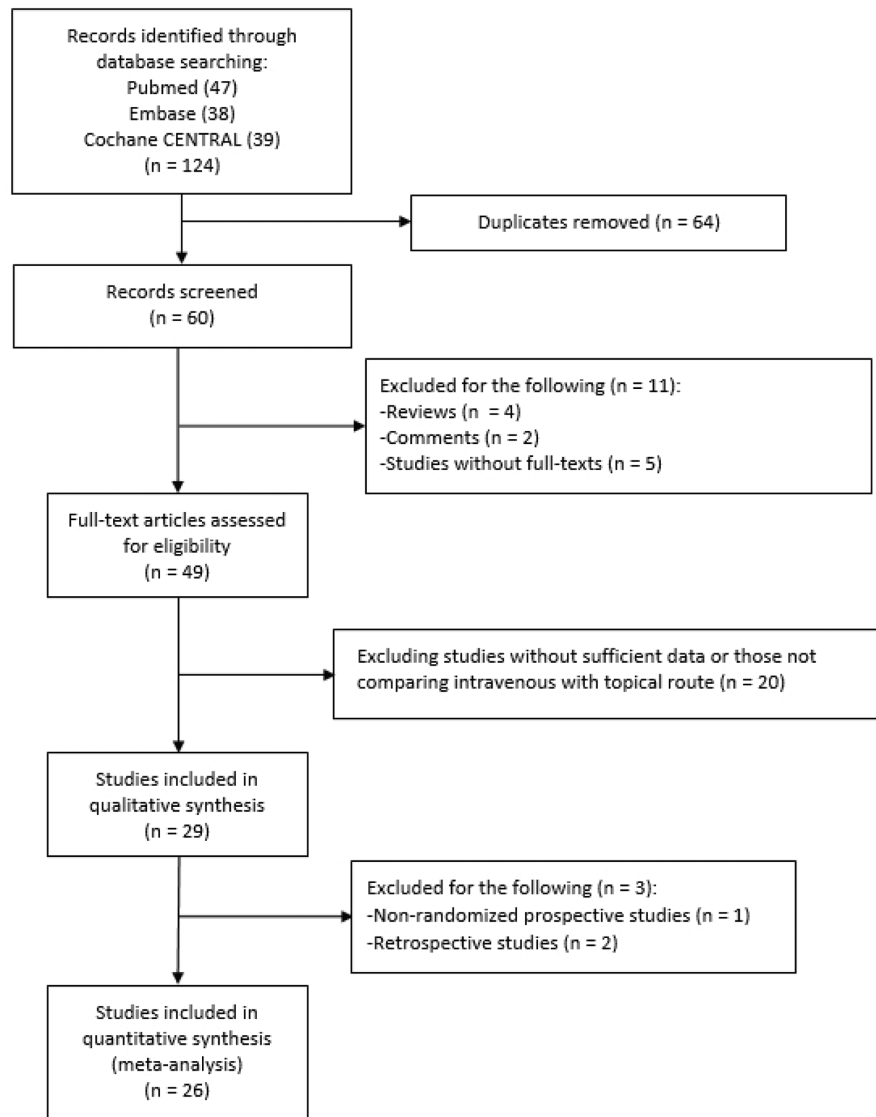 Records identified through
database searching:
Pubmed (47)
Embase (38)
Cochane CENTRAL (39)
(n = 124)
Duplicates removed (n = 64)
Records screened
(n = 60)
Excluded for the following (n = 11):
-Reviews (n  = 4)
-Comments (n = 2)
-Studies without full-texts (n = 5)
Full-text articles assessed
for eligibility
(n = 49)
Excluding studies without sufficient data or those not
comparing intravenous with topical route (n = 20)
Studies included in
qualitative synthesis
(n = 29)
Excluded for the following (n = 3):
-Non-randomized prospective studies (n = 1)
-Retrospective studies (n = 2)
Studies included in
quantitative synthesis
(meta-analysis)
(n = 26)